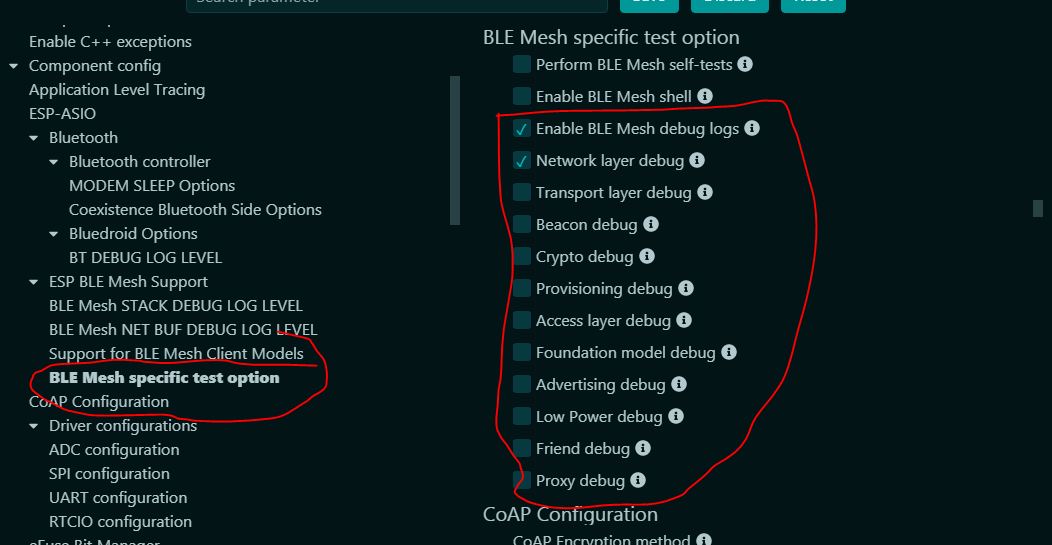 Search parameter
Enable C++ exceptions
Component config
Application Level Tracing
ESP-ASIO
Bluetooth
Bluetooth controller
MODEM SLEEP Options
Coexistence Bluetooth Side Options
Bluedroid Options
BT DEBUG LOG LEVEL
ESP BLE Mesh Support
BLE Mesh STACK DEBUG LOG LEVEL
BLE Mesh NET BUF DEBUG LOG LEVEL
Support for BLE Mesh Client Models
BLE Mesh specific test option
CoAP Configuration
Driver configurations
ADC configuration
SPI configuration
UART configuration
RTCIO configuration
eFuse Bit Manager
BLE Mesh specific test option
Perform BLE Mesh self-tests
Enable BLE Mesh shell
Enable BLE Mesh debug logs
Network layer debug
Transport layer debug
Beacon debug
Crypto debug
Provisioning debug
Access layer debug
Foundation model debug
Advertising debug
Low Power debug
Friend debug
Proxy debug
CoAP Configuration
CoAP Encryption method